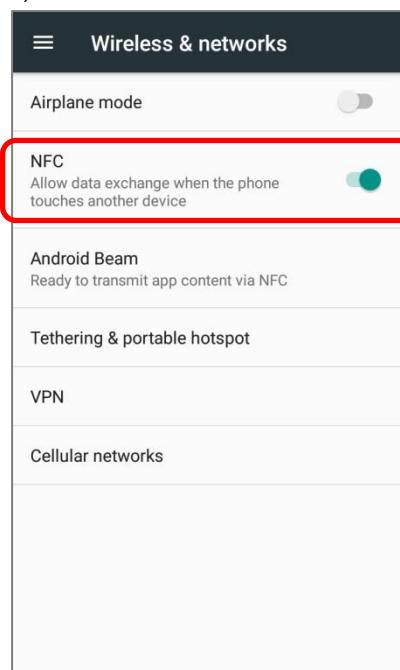 Wireless & networks
Airplane mode
NFC
Allow data exchange when the phone
touches another device
Android Beam
Ready to transmit app content via NFC
Tethering & portable hotspot
VPN
Cellular networks